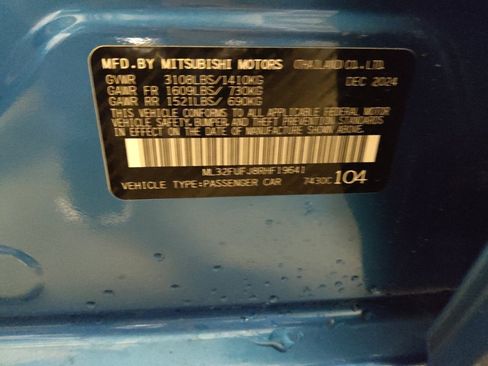 MFD.BY MITSUBISHI MOTORS (THAILAND CO.,LTD.
GVWR 3108LBS/1410KG DEC 2024
GAWR FR 1609LBS/ 730KG
GAWR RR 1521LBS/ 690KG
THIS VEHICLE CONFORMS TO ALL APPLICABLE FEDERAL MOTOR
VEHICLE SAFETY, BUMPER, AND THEFT PREVENTION STANDARDS
IN EFFECT ON THE DATE OF MANUFACTURE SHOWN ABOVE.
ML32FUFJ8RHF19641
VEHICLE TYPE:PASSENGER CAR 7430C 104